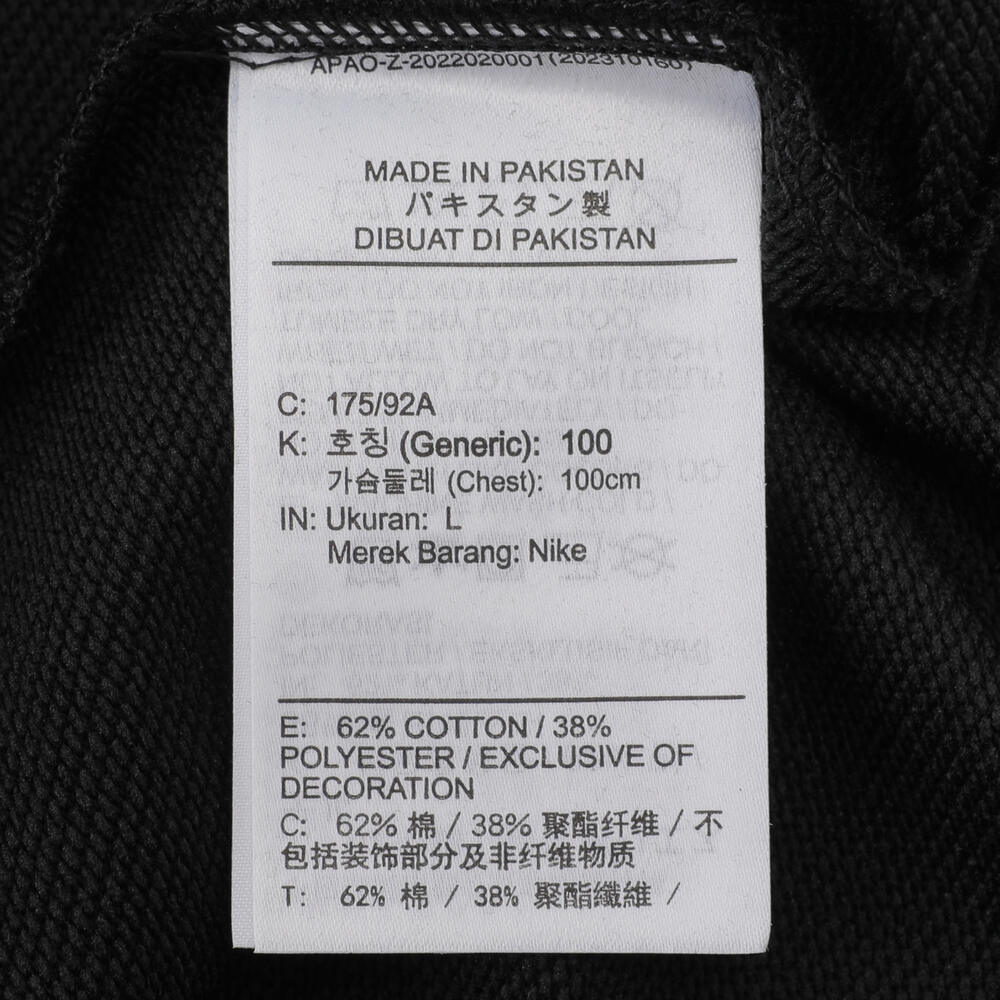 APAO-Z-2022020001(202310160)
MADE IN PAKISTAN
パキスタン製
DIBUAT DI PAKISTAN
C: 175/92A
K: 호칭 (Generic): 100
가슴둘레 (Chest): 100cm
IN: Ukuran: L
Merek Barang: Nike
E: 62% COTTON / 38%
POLYESTER / EXCLUSIVE OF
DECORATION
C: 62% 棉 / 38% 聚酯纤维 / 不
包括装饰部分及非纤维物质
T: 62% 棉 / 38% 聚酯纖維 /